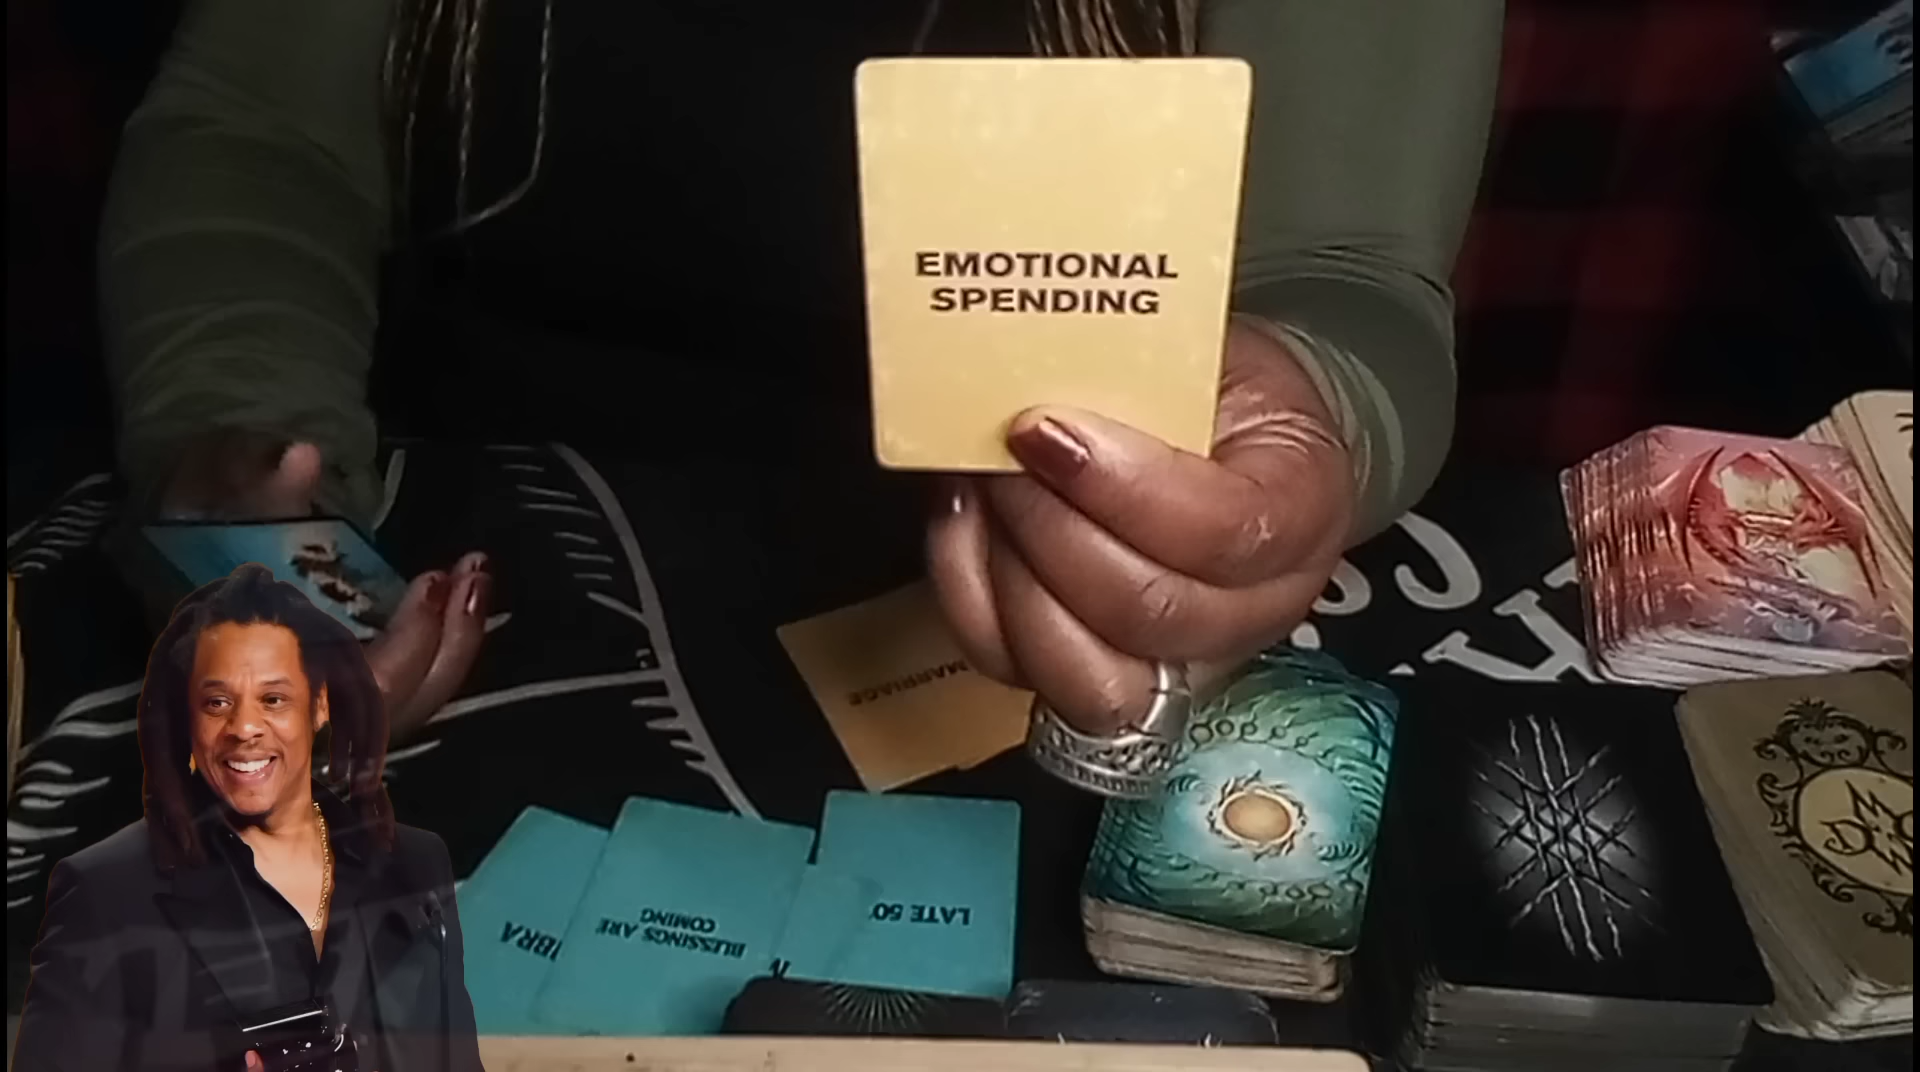 EMOTIONAL
SPENDING
MARRIAGE
BLESSINGS ARE
COMING
LATE 50'